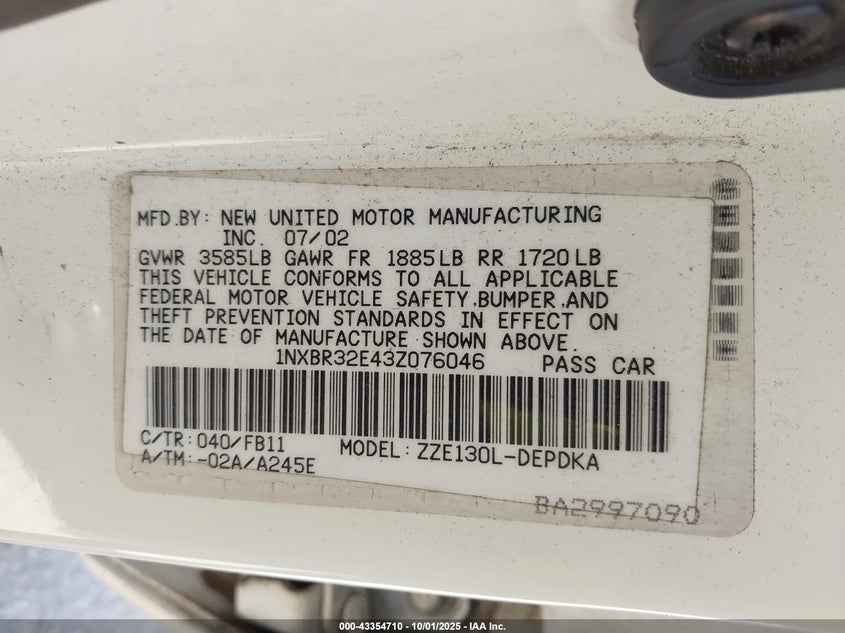 MFD.BY: NEW UNITED MOTOR MANUFACTURING
INC. 07/02
GVWR 3585LB GAWR FR 1885LB RR 1720LB
THIS VEHICLE CONFORMS TO ALL APPLICABLE
FEDERAL MOTOR VEHICLE SAFETY,BUMPER,AND
THEFT PREVENTION STANDARDS IN EFFECT ON
THE DATE OF MANUFACTURE SHOWN ABOVE.
1NXBR32E43Z076046 PASS CAR
C/TR:040/FB11 MODEL:ZZE130L-DEPDKA
A/TM:-02A/A245E
BA2997090
000-43354710 - 10/01/2025 - IAA Inc.